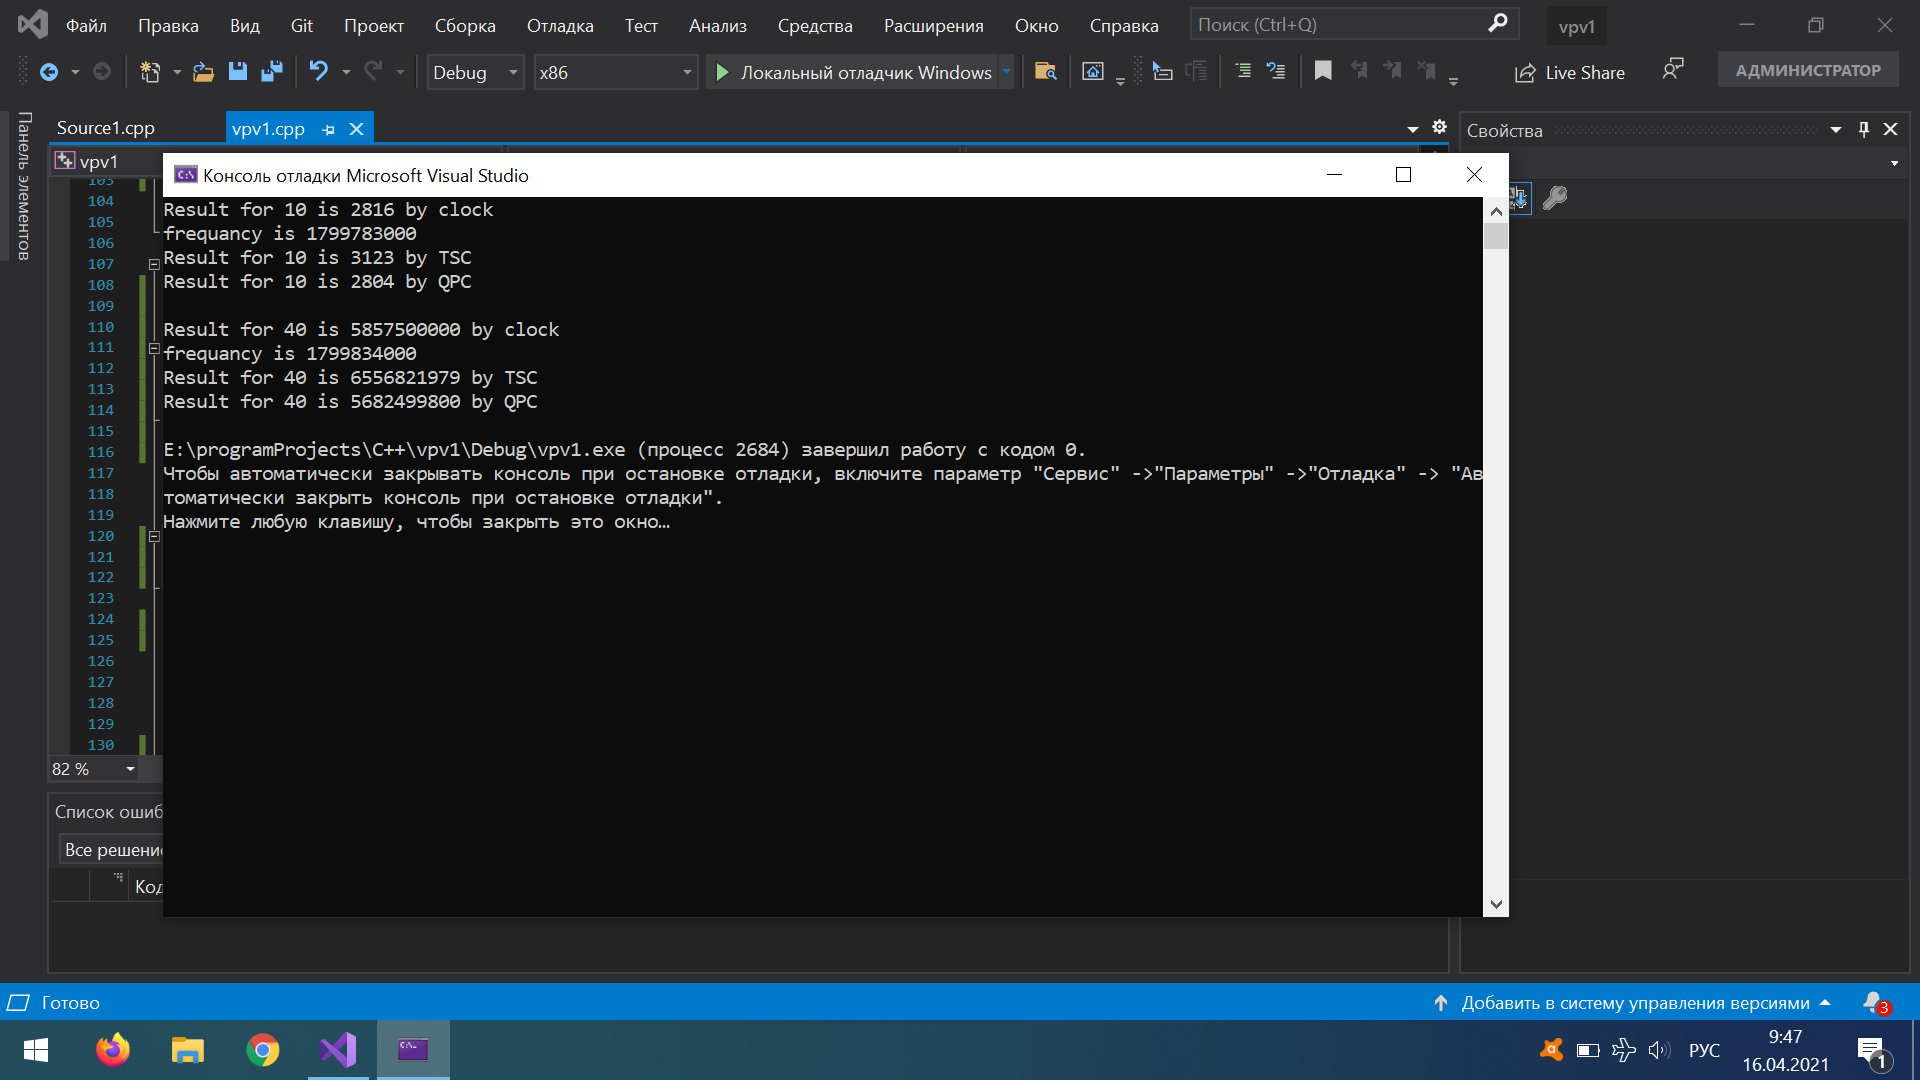 Файл Правка Вид Git Проект Сборка Отладка Тест Анализ Средства Расширения Окно Справка Поиск (Ctrl+Q) vpv1
Debug x86 Локальный отладчик Windows Live Share АДМИНИСТРАТОР
Панель элементов
Source1.cpp vpv1.cpp
Свойства
vpv1
Консоль отладки Microsoft Visual Studio
103
104
105
106
107
108
109
110
111
112
113
114
115
116
117
118
119
120
121
122
123
124
125
126
127
128
129
130
Result for 10 is 2816 by clock
frequancy is 1799783000
Result for 10 is 3123 by TSC
Result for 10 is 2804 by QPC
Result for 40 is 5857500000 by clock
frequancy is 1799834000
Result for 40 is 6556821979 by TSC
Result for 40 is 5682499800 by QPC
E:\programProjects\C++\vpv1\Debug\vpv1.exe (процесс 2684) завершил работу с кодом 0.
Чтобы автоматически закрывать консоль при остановке отладки, включите параметр "Сервис" ->"Параметры" ->"Отладка" -> "Ав
томатически закрыть консоль при остановке отладки".
Нажмите любую клавишу, чтобы закрыть это окно…
82 %
Список ошиб
Все решени
Код
Готово
Добавить в систему управления версиями 3
РУС
9:47
16.04.2021
1